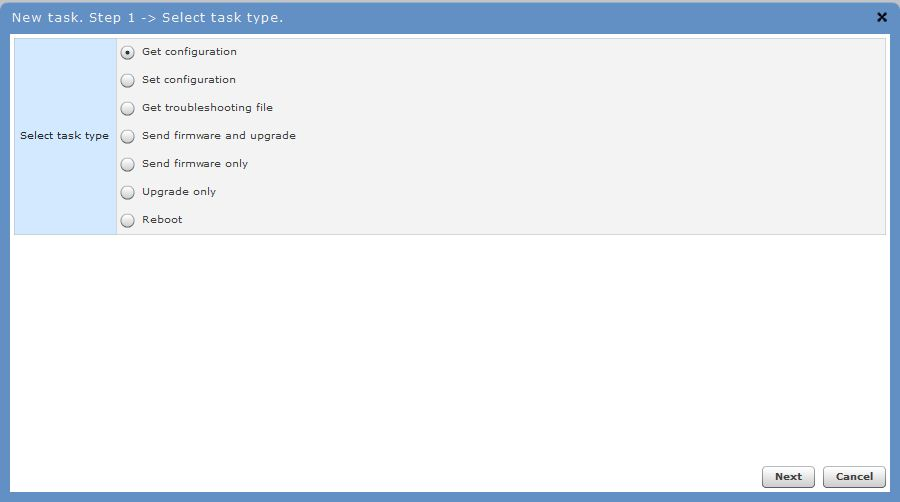 New task. Step 1 -> Select task type.
Select task type
Get configuration
Set configuration
Get troubleshooting file
Send firmware and upgrade
Send firmware only
Upgrade only
Reboot
Next Cancel